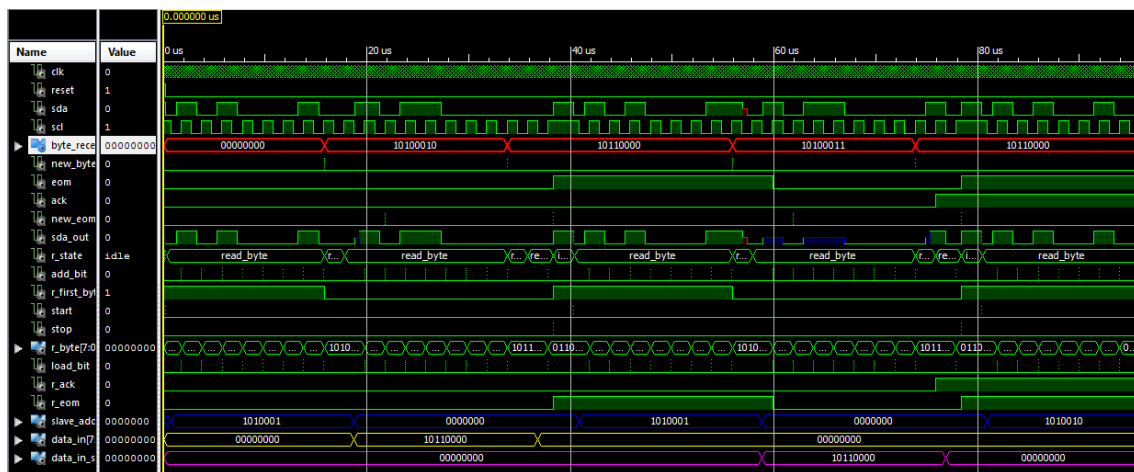 0.000000 us
Name Value 0 us 20 us 40 us 60 us 80 us
clk 0
reset 1
sda 0
scl 1
byte_rece 00000000 00000000 10100010 10110000 10100011 10110000
new_byte 0
eom 0
ack 0
new_eom 0
sda_out 0
r_state idle read_byte r... read_byte r... re... i... read_byte r... read_byte r... re... i... read_byte
add_bit 0
r_first_byt 1
start 0
stop 0
r_byte[7:0 00000000 ... ... ... ... ... ... ... ... 1010... ... ... ... ... ... ... ... 1011... 0110... ... ... ... ... ... ... ... ... 1010... ... ... ... ... ... ... ... 1011... 0110... ... ... ... ... ... ... ... 0...
load_bit 0
r_ack 0
r_eom 0
slave_adc 0000000 1010001 0000000 1010001 0000000 1010010
data_in[7: 00000000 00000000 10110000 00000000
data_in_s 00000000 00000000 10110000 00000000